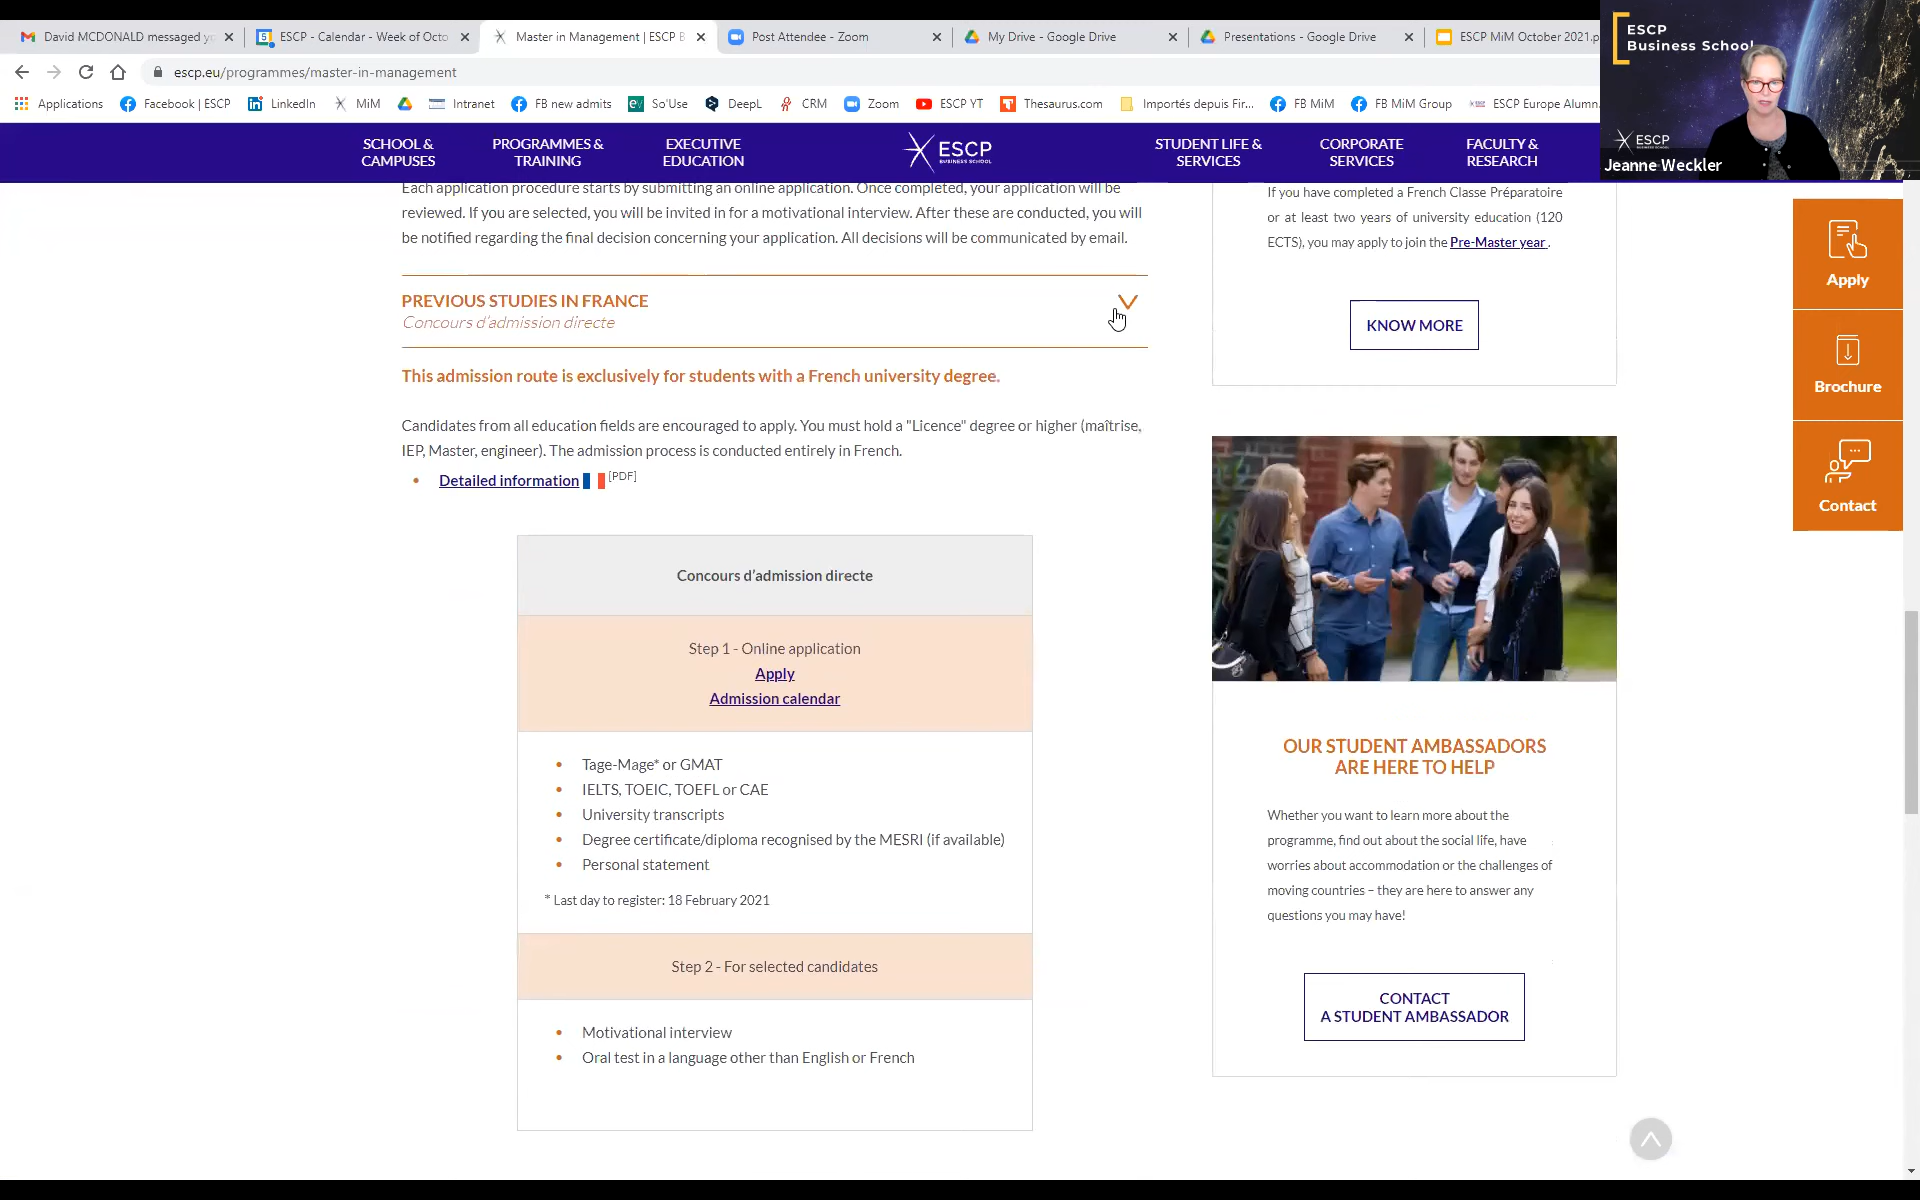 David MCDONALD messaged yo
ESCP - Calendar - Week of Octo
Master in Management | ESCP B
Post Attendee - Zoom
My Drive - Google Drive
Presentations - Google Drive
ESCP MiM October 2021.p
escp.eu/programmes/master-in-management
Applications
Facebook | ESCP
LinkedIn
MiM
Intranet
FB new admits
So'Use
DeepL
CRM
Zoom
ESCP YT
Thesaurus.com
Importés depuis Fir...
FB MiM
FB MiM Group
ESCP Europe Alumn.
ESCP
Business School
ESCP
Jeanne Weckler
SCHOOL &
CAMPUSES
PROGRAMMES &
TRAINING
EXECUTIVE
EDUCATION
ESCP
BUSINESS SCHOOL
STUDENT LIFE &
SERVICES
CORPORATE
SERVICES
FACULTY &
RESEARCH
Each application procedure starts by submitting an online application. Once completed, your application will be
reviewed. If you are selected, you will be invited in for a motivational interview. After these are conducted, you will
be notified regarding the final decision concerning your application. All decisions will be communicated by email.
PREVIOUS STUDIES IN FRANCE
Concours d'admission directe
This admission route is exclusively for students with a French university degree.
Candidates from all education fields are encouraged to apply. You must hold a "Licence" degree or higher (maîtrise,
IEP, Master, engineer). The admission process is conducted entirely in French.
Detailed information [PDF]
Concours d'admission directe
Step 1 - Online application
Apply
Admission calendar
Tage-Mage* or GMAT
IELTS, TOEIC, TOEFL or CAE
University transcripts
Degree certificate/diploma recognised by the MESRI (if available)
Personal statement
* Last day to register: 18 February 2021
Step 2 - For selected candidates
Motivational interview
Oral test in a language other than English or French
If you have completed a French Classe Préparatoire
or at least two years of university education (120
ECTS), you may apply to join the Pre-Master year .
KNOW MORE
OUR STUDENT AMBASSADORS
ARE HERE TO HELP
Whether you want to learn more about the
programme, find out about the social life, have
worries about accommodation or the challenges of
moving countries – they are here to answer any
questions you may have!
CONTACT
A STUDENT AMBASSADOR
Apply
Brochure
Contact